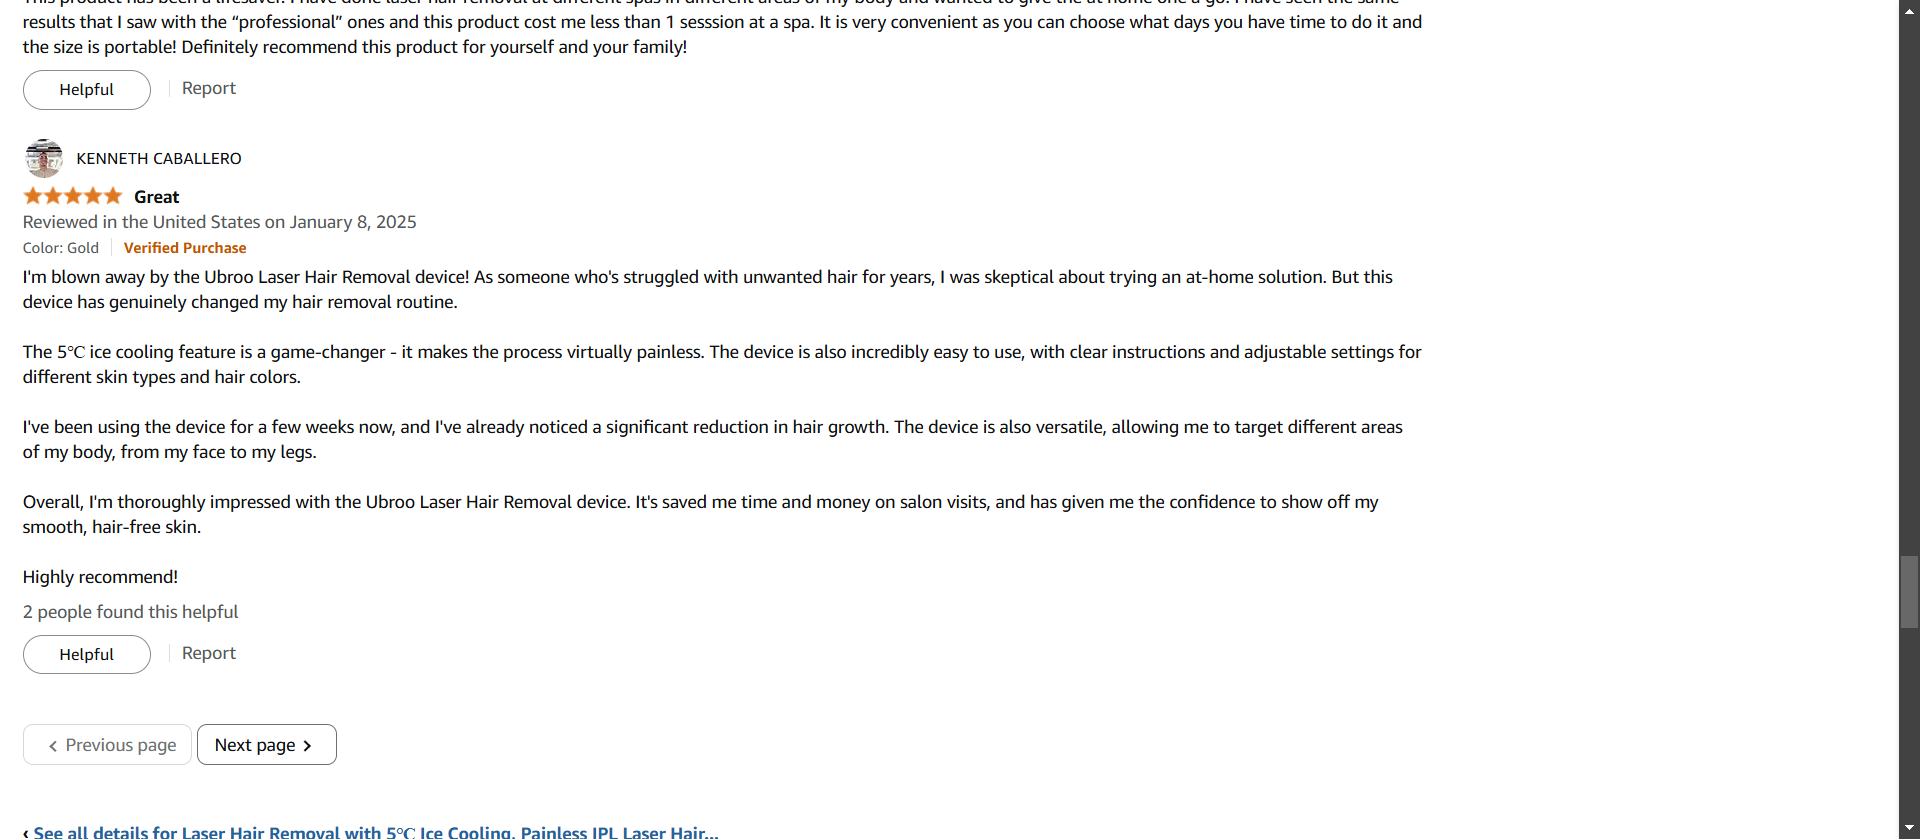 results that I saw with the “professional” ones and this product cost me less than 1 sesssion at a spa. It is very convenient as you can choose what days you have time to do it and
the size is portable! Definitely recommend this product for yourself and your family!
Helpful
Report
KENNETH CABALLERO
Great
Reviewed in the United States on January 8, 2025
Color: Gold
Verified Purchase
I'm blown away by the Ubroo Laser Hair Removal device! As someone who's struggled with unwanted hair for years, I was skeptical about trying an at-home solution. But this
device has genuinely changed my hair removal routine.
The 5℃ ice cooling feature is a game-changer - it makes the process virtually painless. The device is also incredibly easy to use, with clear instructions and adjustable settings for
different skin types and hair colors.
I've been using the device for a few weeks now, and I've already noticed a significant reduction in hair growth. The device is also versatile, allowing me to target different areas
of my body, from my face to my legs.
Overall, I'm thoroughly impressed with the Ubroo Laser Hair Removal device. It's saved me time and money on salon visits, and has given me the confidence to show off my
smooth, hair-free skin.
Highly recommend!
2 people found this helpful
Helpful
Report
‹ Previous page
Next page ›
‹ See all details for Laser Hair Removal with 5℃ Ice Cooling, Painless IPL Laser Hair...